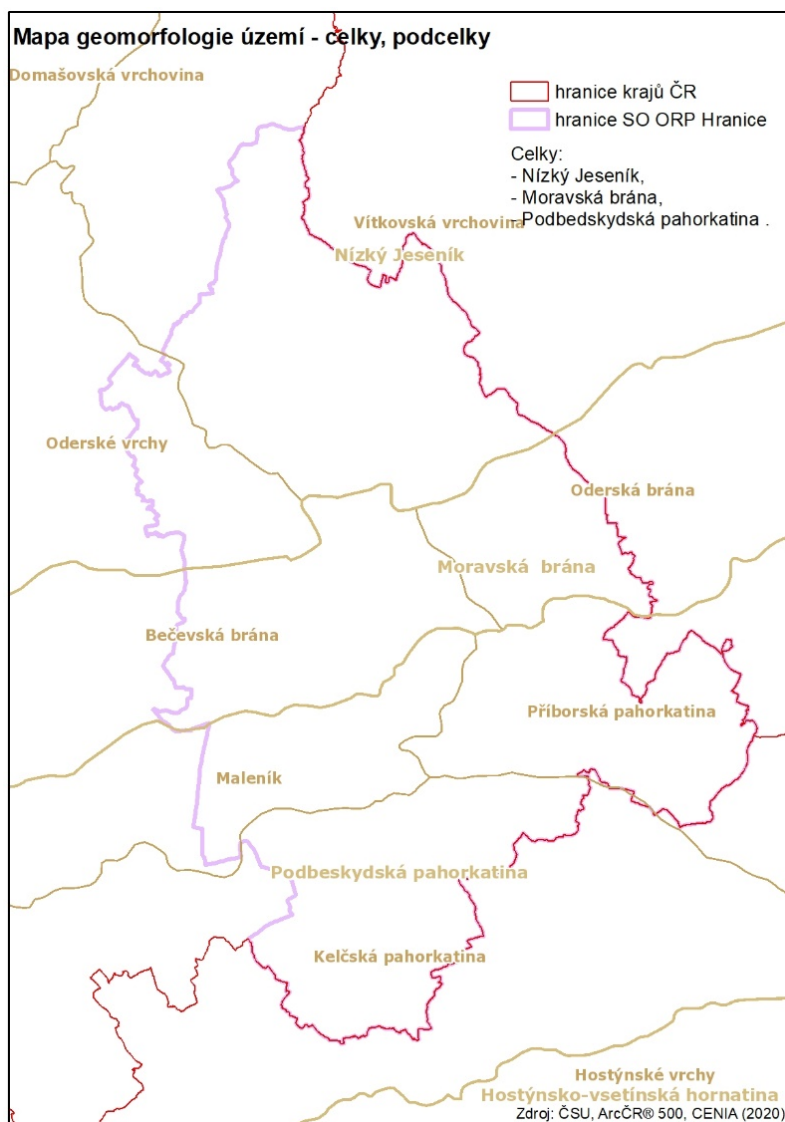 Mapa geomorfologie území - celky, podcelky
Domašovská vrchovina
hranice krajů ČR
hranice SO ORP Hranice
Celky:
- Nízký Jeseník,
- Moravská brána,
- Podbedskydská pahorkatina .
Vítkovská vrchovina
Nízký Jeseník
Oderské vrchy
Oderská brána
Moravská brána
Bečevská brána
Příborská pahorkatina
Maleník
Podbeskydská pahorkatina
Kelčská pahorkatina
Hostýnské vrchy
Hostýnsko-vsetínská hornatina
Zdroj: ČSU, ArcČR® 500, CENIA (2020)